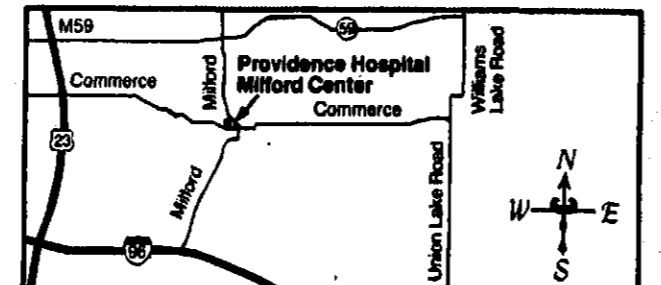 M59
59
Providence Hospital
Milford Center
Milford
Williams
Lake Road
Commerce
Commerce
23
Milford
Union Lake Road
N
W E
S
96